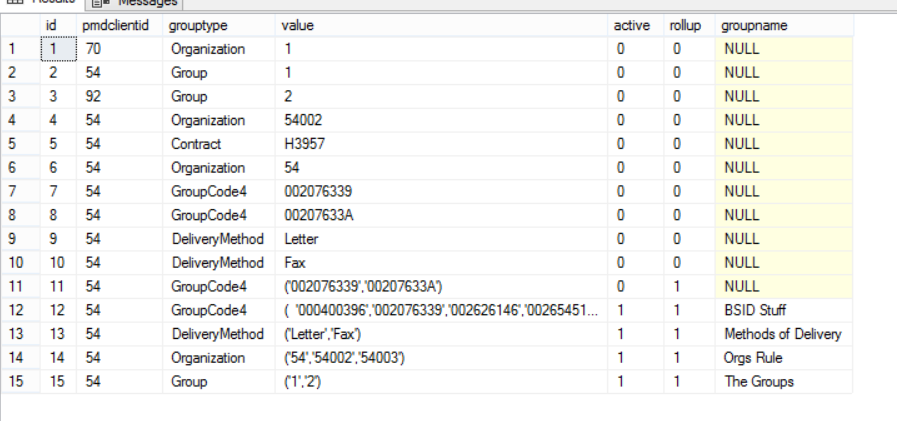 Results Messages
id pmdclientid grouptype value active rollup groupname
1 1 70 Organization 1 0 0 NULL
2 2 54 Group 1 0 0 NULL
3 3 92 Group 2 0 0 NULL
4 4 54 Organization 54002 0 0 NULL
5 5 54 Contract H3957 0 0 NULL
6 6 54 Organization 54 0 0 NULL
7 7 54 GroupCode4 002076339 0 0 NULL
8 8 54 GroupCode4 00207633A 0 0 NULL
9 9 54 DeliveryMethod Letter 0 0 NULL
10 10 54 DeliveryMethod Fax 0 0 NULL
11 11 54 GroupCode4 ('002076339','00207633A') 0 1 NULL
12 12 54 GroupCode4 ( '000400396','002076339','002626146','00265451... 1 1 BSID Stuff
13 13 54 DeliveryMethod ('Letter','Fax') 1 1 Methods of Delivery
14 14 54 Organization ('54','54002','54003') 1 1 Orgs Rule
15 15 54 Group ('1','2') 1 1 The Groups